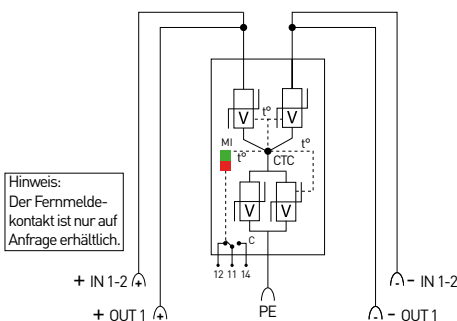 t°
V
V
MI
t°
t°
CTC
V
V
Hinweis:
Der Fernmelde-
kontakt ist nur auf
Anfrage erhältlich.
C
12 11 14
+ IN 1-2
+
-
- IN 1-2
+ OUT 1
+
PE
-
- OUT 1